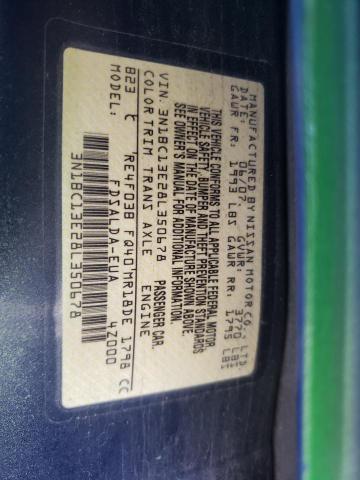 MANUFACTURED BY NISSAN MOTOR CO., LTD.
DATE: 06/07 GVWR: 3770 LBS
GAWR FR: 1993 LBS GAWR RR: 1795 LBS
THIS VEHICLE CONFORMS TO ALL APPLICABLE FEDERAL MOTOR
VEHICLE SAFETY, BUMPER AND THEFT PREVENTION STANDARDS
IN EFFECT ON THE DATE OF MANUFACTURE SHOWN ABOVE.
SEE OWNER'S MANUAL FOR ADDITIONAL INFORMATION.
VIN: 3N1BC13E28L350678 PASSENGER CAR.
COLOR TRIM TRANS AXLE ENGINE
B23 C RE4F03B FQ40 MR18DE 1798 CC
MODEL: FDSALDA-EUA 4Z000
3N1BC13E28L350678